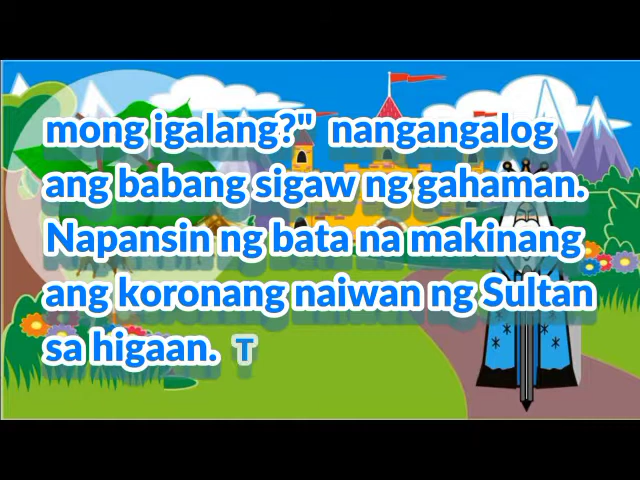 mong igalang?" nangangalog
ang babang sigaw ng gahaman.
Napansin ng bata na makinang
ang koronang naiwan ng Sultan
sa higaan. T